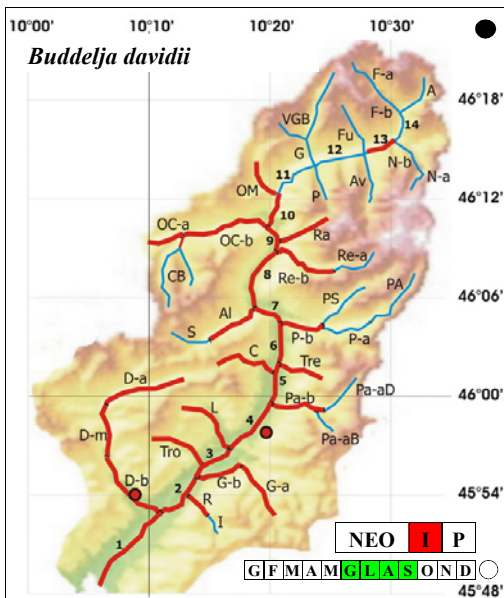 10°00' 10°10' 10°20' 10°30'
Buddelja davidii
F-a
A
46°18'
VGB
F-b
Fu
14
13
G
12
N-b
N-a
11
OM
P
Av
46°12'
10
OC-a
Ra
OC-b
9
Re-a
CB
8
Re-b
PS
PA
46°06'
7
S
Al
P-b
P-a
6
C
Tre
D-a
5
46°00'
Pa-aD
Pa-b
L
4
D-m
Pa-aB
Tro
3
D-b
G-b
G-a
45°54'
2
R
I
1
NEO I P
G F M A M G L A S O N D
45°48'